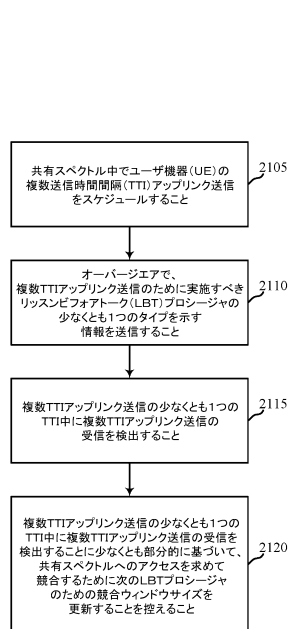 共有スペクトル中でユーザ機器(UE)の
複数送信時間間隔(TTI)アップリンク送信
をスケジュールすること
2105
オーバージエアで、
複数TTIアップリンク送信のために実施すべき
リッスンビフォアトーク(LBT)プロシージャの
少なくとも1つのタイプを示す
情報を送信すること
2110
複数TTIアップリンク送信の少なくとも1つの
TTI中に複数TTIアップリンク送信の
受信を検出すること
2115
複数TTIアップリンク送信の少なくとも1つの
TTI中に複数TTIアップリンク送信の受信を
検出することに少なくとも部分的に基づいて、
共有スペクトルへのアクセスを求めて
競合するために次のLBTプロシージャ
のための競合ウィンドウサイズを
更新することを控えること
2120